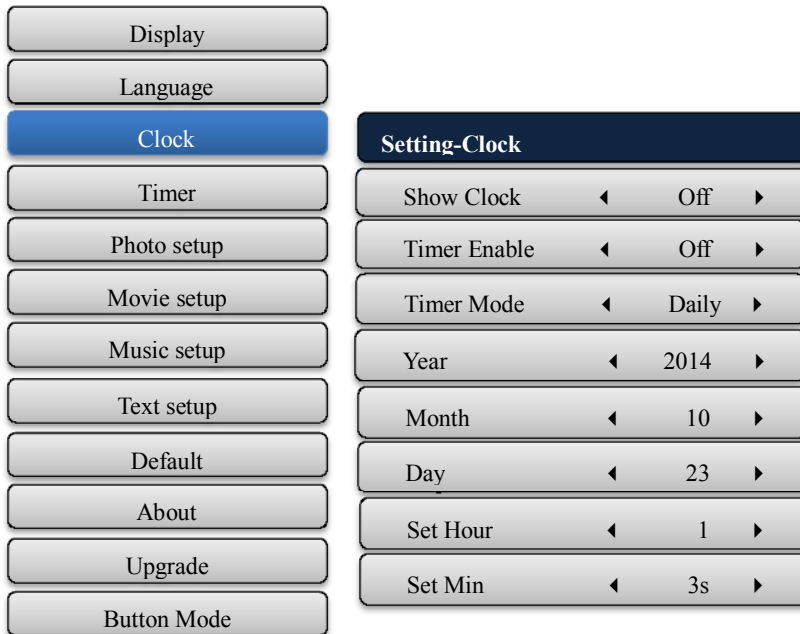 Display
Language
Clock
Timer
Photo setup
Movie setup
Music setup
Text setup
Default
About
Upgrade
Button Mode
Setting-Clock
Show Clock Off
Timer Enable Off
Timer Mode Daily
Year 2014
Month 10
Day 23
Set Hour 1
Set Min 3s